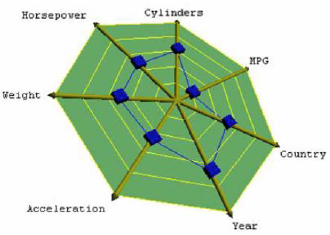 Cylinders
Horsepower
MPG
Weight
Country
Acceleration
Year